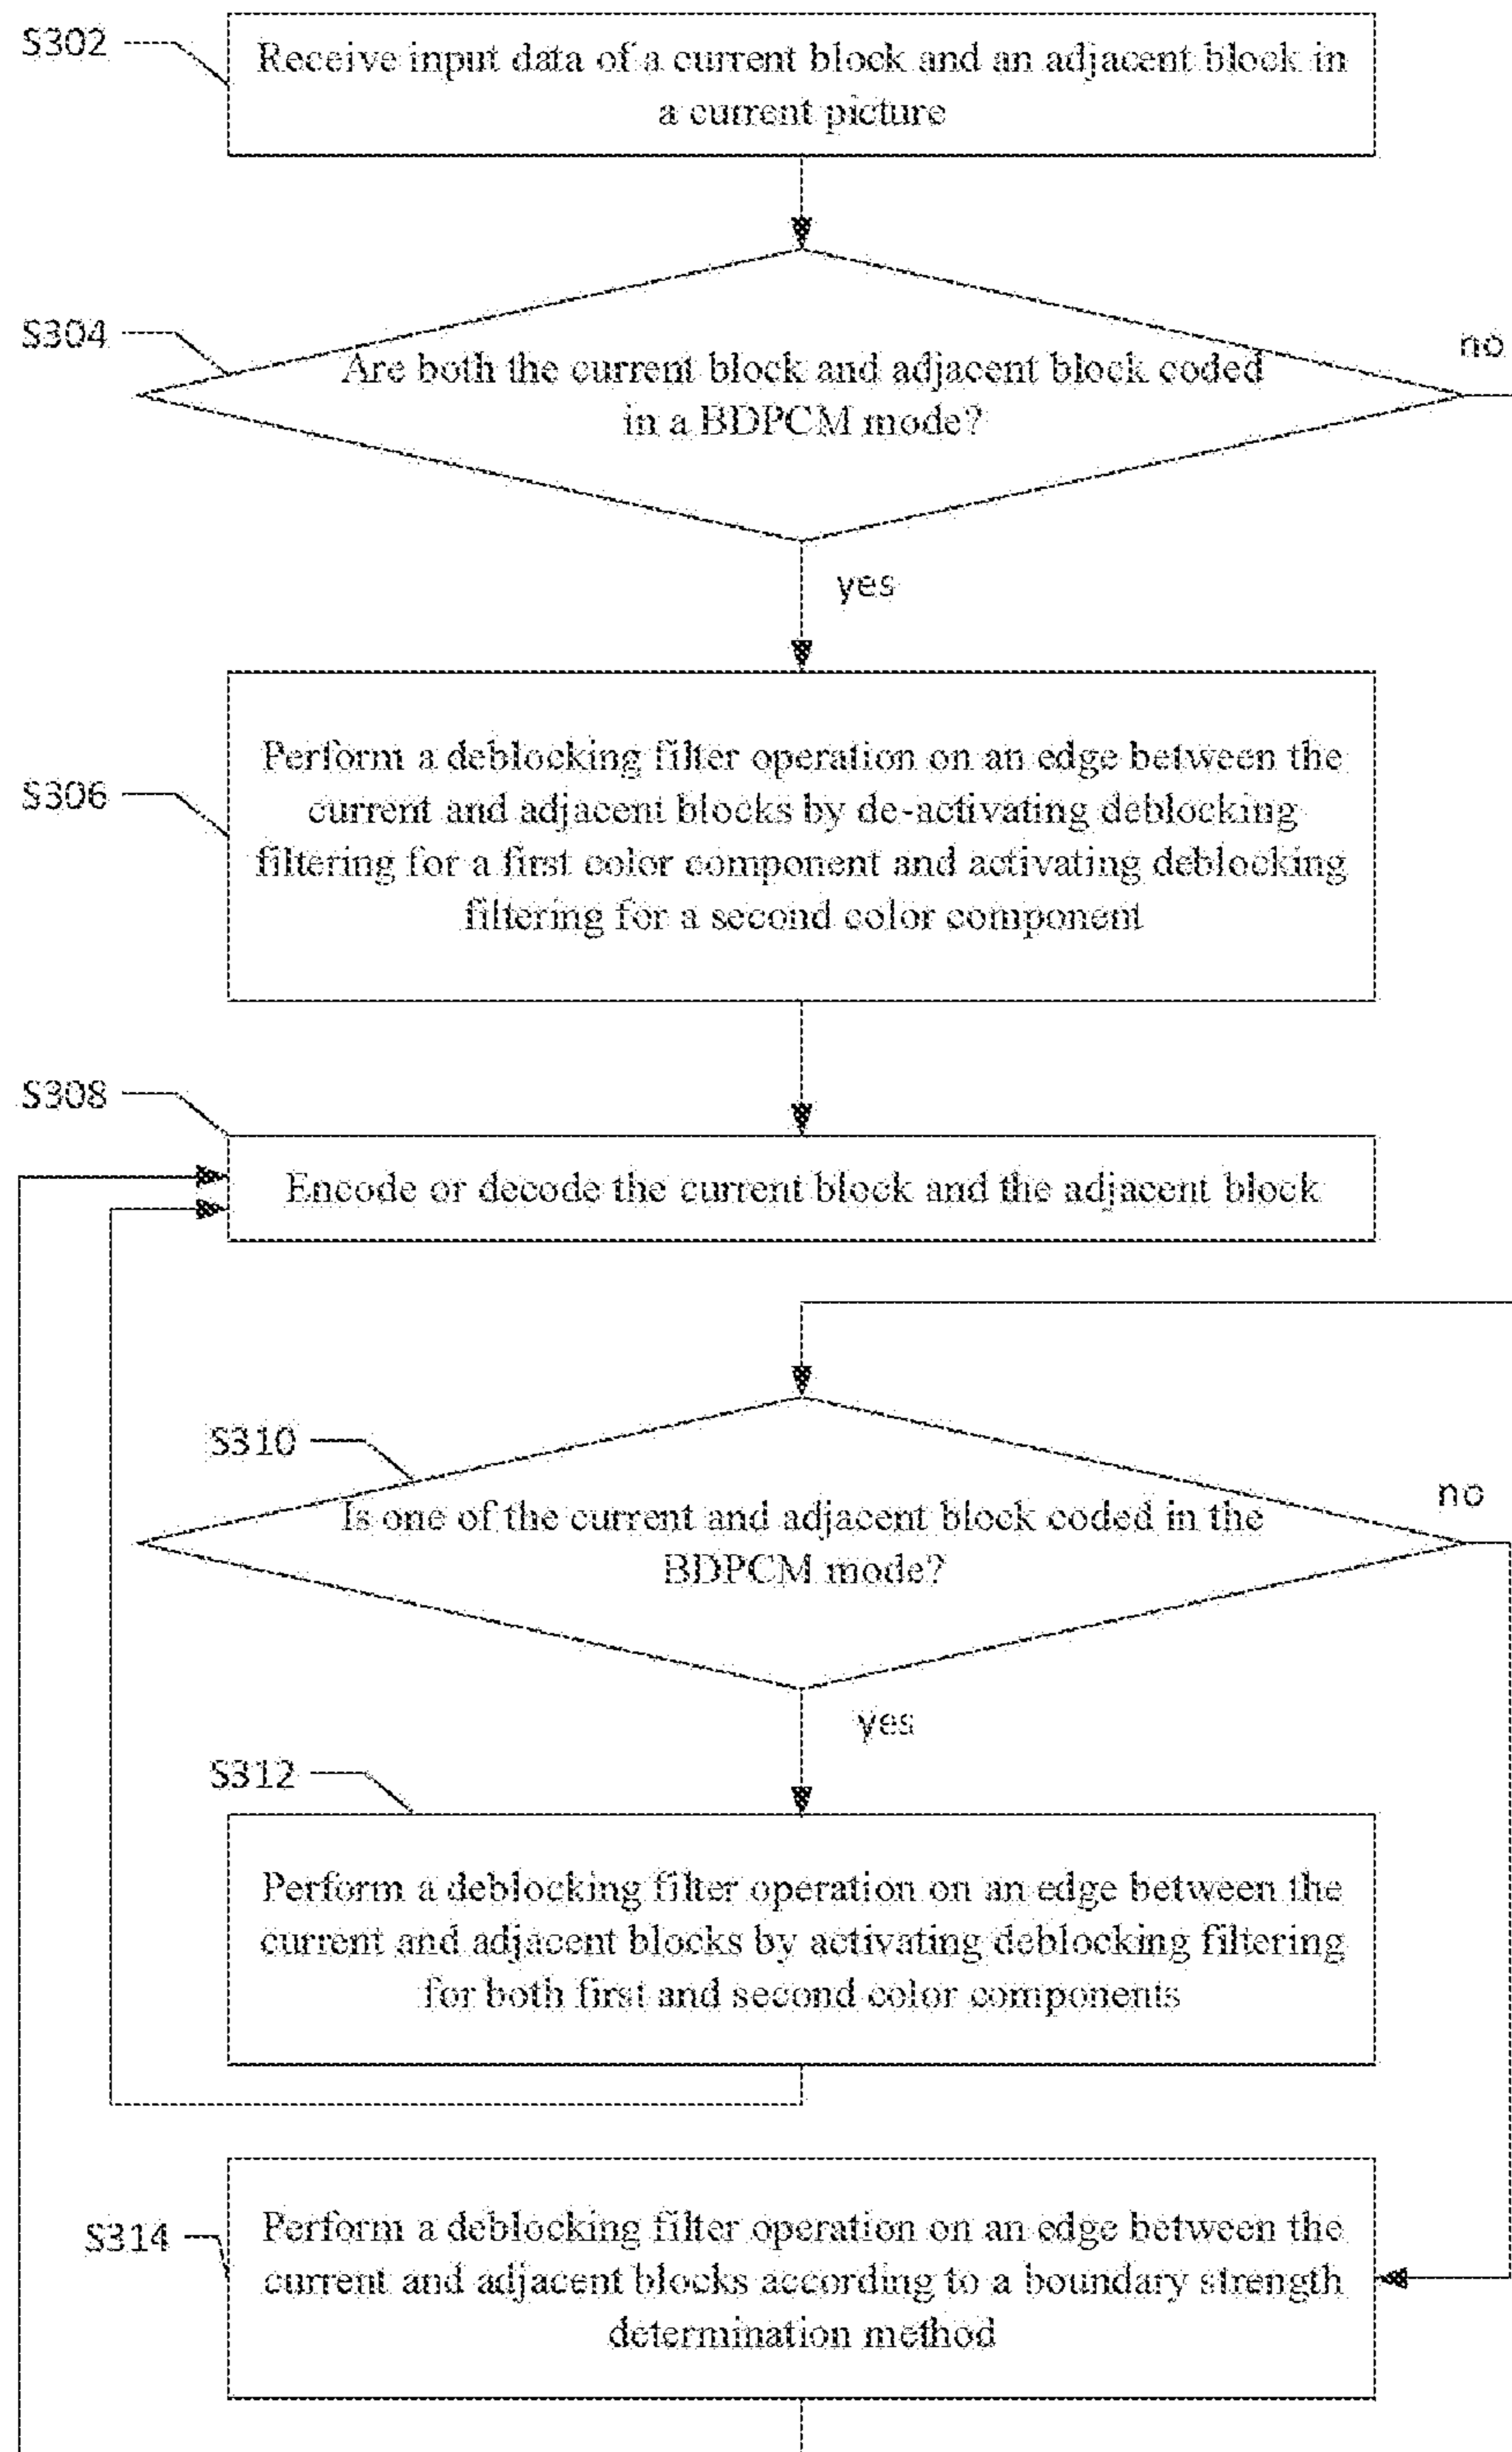 S302
Receive input data of a current block and an adjacent block in
a current picture
S304
Are both the current block and adjacent block coded
in a BDPCM mode?
no
yes
S306
Perform a deblocking filter operation on an edge between the
current and adjacent blocks by de-activating deblocking
filtering for a first color component and activating deblocking
filtering for a second color component
S308
Encode or decode the current block and the adjacent block
S310
Is one of the current and adjacent block coded in the
BDPCM mode?
no
yes
S312
Perform a deblocking filter operation on an edge between the
current and adjacent blocks by activating deblocking filtering
for both first and second color components
S314
Perform a deblocking filter operation on an edge between the
current and adjacent blocks according to a boundary strength
determination method